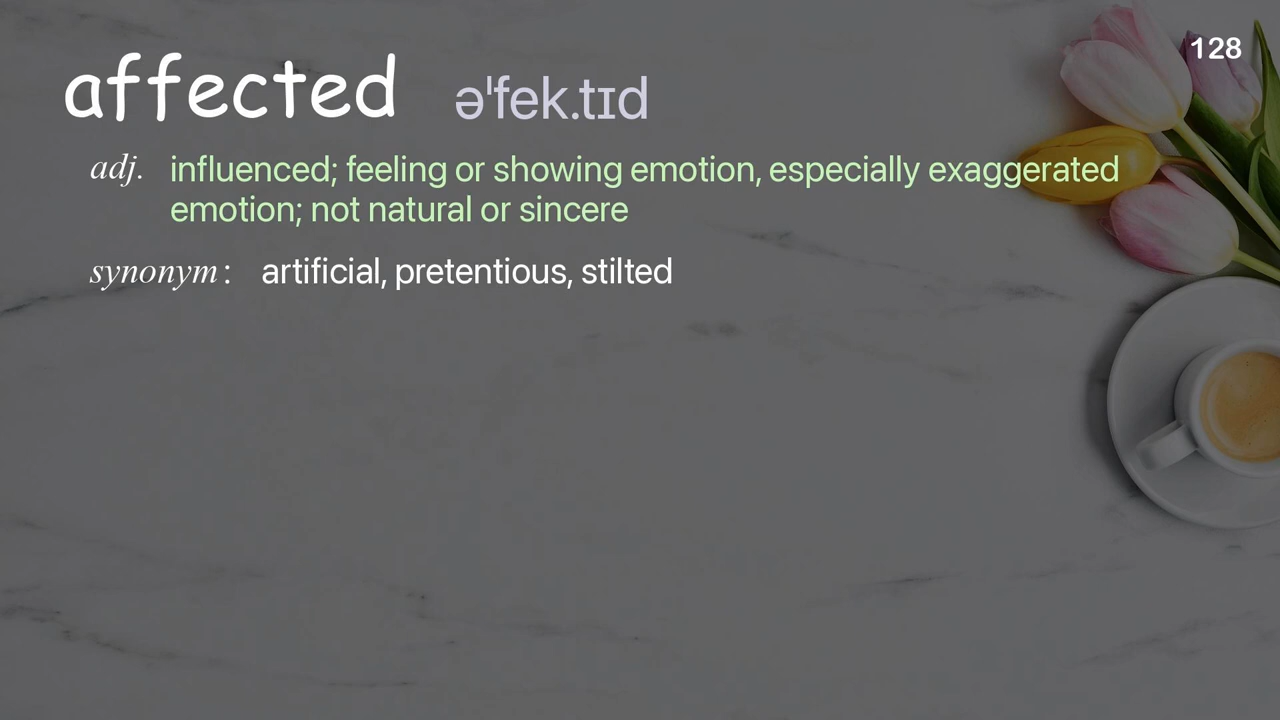 128
affected əˈfek.tɪd
adj. influenced; feeling or showing emotion, especially exaggerated
emotion; not natural or sincere
synonym: artificial, pretentious, stilted